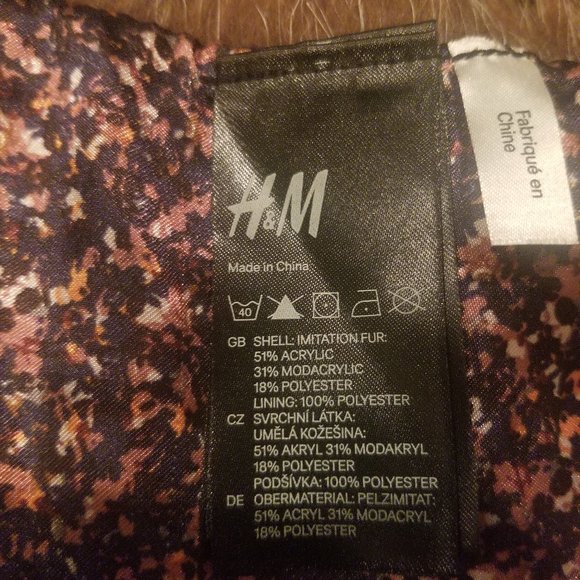 H&M
Made in China
40
GB SHELL: IMITATION FUR:
51% ACRYLIC
31% MODACRYLIC
18% POLYESTER
LINING: 100% POLYESTER
CZ SVRCHNÍ LÁTKA:
UMĚLÁ KOŽEŠINA:
51% AKRYL 31% MODAKRYL
18% POLYESTER
PODŠÍVKA: 100% POLYESTER
DE OBERMATERIAL: PELZIMITAT:
51% ACRYL 31% MODACRYL
18% POLYESTER
Fabriqué en
Chine